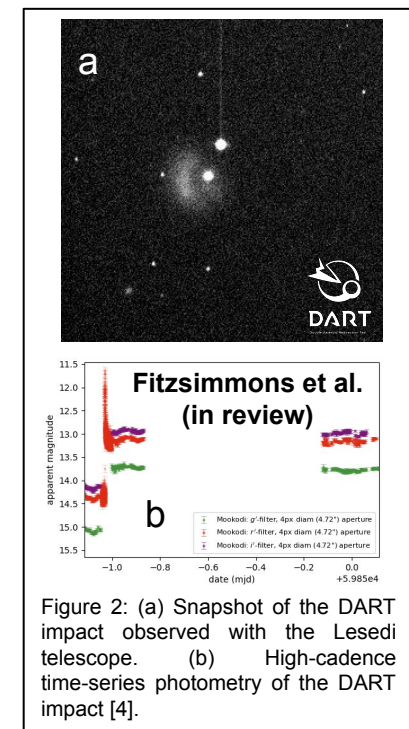 a
DART
11.5
12.0
12.5
13.0
13.5
14.0
14.5
15.0
15.5
apparent magnitude
Fitzsimmons et al.
(in review)
b
Mookodi: g'-filter, 4px diam (4.72") aperture
Mookodi: r'-filter, 4px diam (4.72") aperture
Mookodi: i'-filter, 4px diam (4.72") aperture
−1.0 −0.8 −0.6 −0.4 −0.2 0.0
date (mjd) +5.985e4
Figure 2: (a) Snapshot of the DART
impact observed with the Lesedi
telescope. (b) High-cadence
time-series photometry of the DART
impact [4].